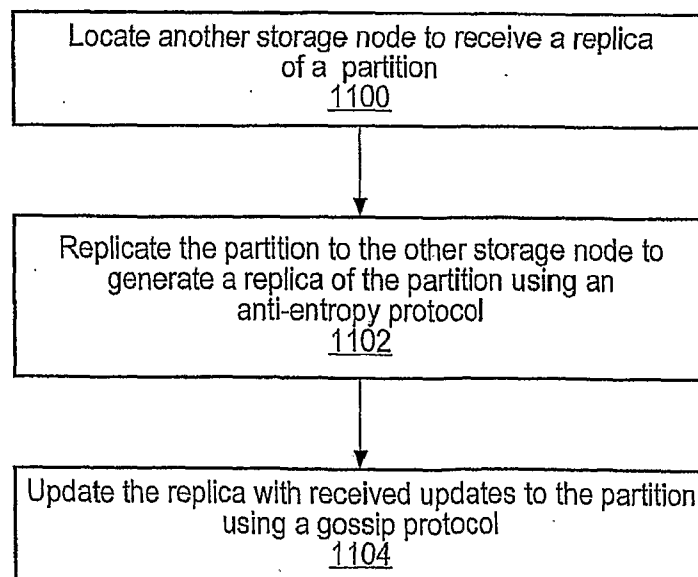 Locate another storage node to receive a replica
of a partition
1100
Replicate the partition to the other storage node to
generate a replica of the partition using an
anti-entropy protocol
1102
Update the replica with received updates to the partition
using a gossip protocol
1104